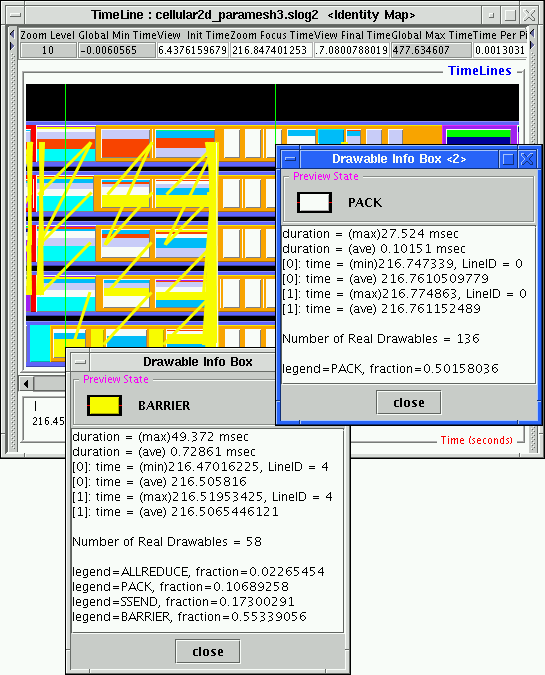 TimeLine : cellular2d_paramesh3.slog2 <Identity Map>
Zoom Level Global Min Time View Init Time Zoom Focus Time View Final Time Global Max Time Time Per Pi
10 -0.0060565 6.4376159679 216.847401253 .7.0800788019 477.634607 0.0013031
TimeLines
Drawable Info Box <2>
Preview State
PACK
duration = (max)27.524 msec
duration = (ave) 0.10151 msec
[0]: time = (min)216.747339, LineID = 0
[0]: time = (ave) 216.7610509779
[1]: time = (max)216.774863, LineID = 0
[1]: time = (ave) 216.761152489
Number of Real Drawables = 136
legend=PACK, fraction=0.50158036
close
216.45
Time (seconds)
Drawable Info Box
Preview State
BARRIER
duration = (max)49.372 msec
duration = (ave) 0.72861 msec
[0]: time = (min)216.47016225, LineID = 4
[0]: time = (ave) 216.505816
[1]: time = (max)216.51953425, LineID = 4
[1]: time = (ave) 216.5065446121
Number of Real Drawables = 58
legend=ALLREDUCE, fraction=0.02265454
legend=PACK, fraction=0.10689258
legend=SSEND, fraction=0.17300291
legend=BARRIER, fraction=0.55339056
close